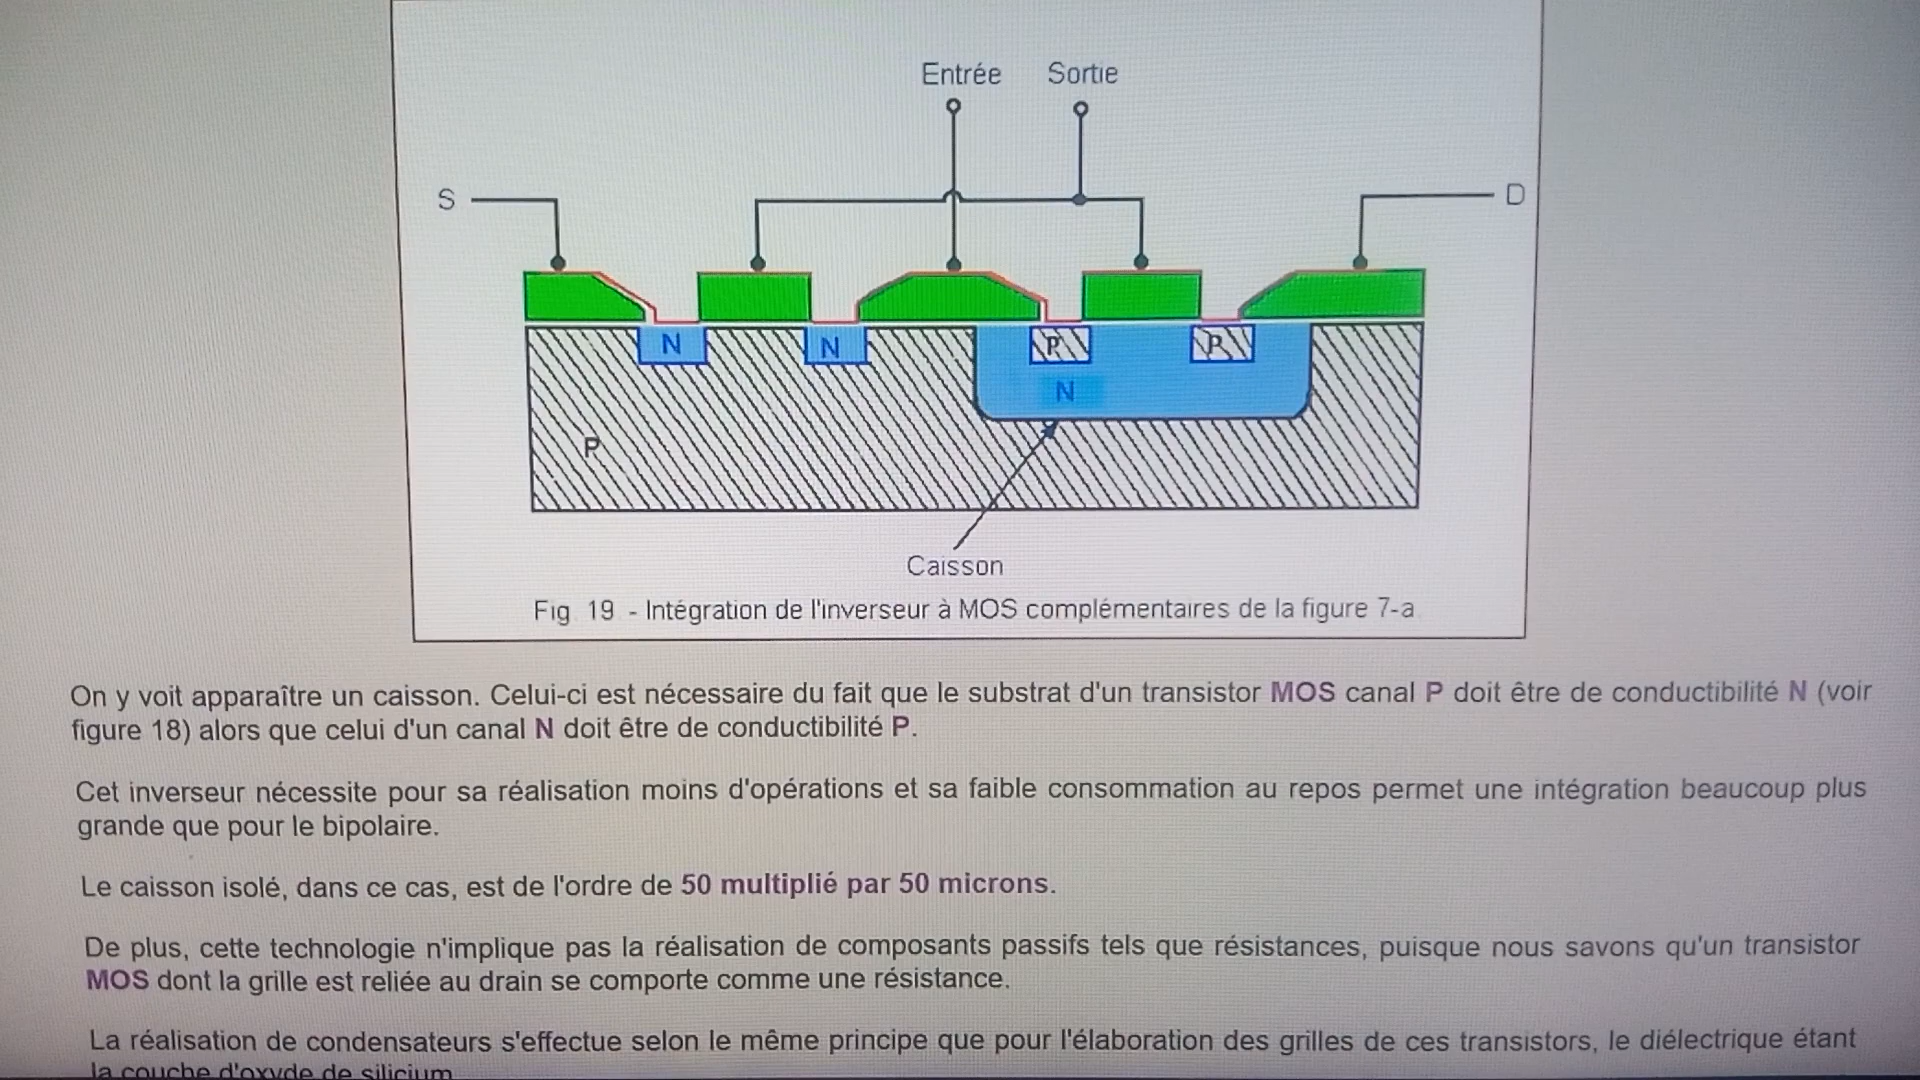 Entrée Sortie
S D
N N P P
N
P
Caisson
Fig 19 - Intégration de l'inverseur à MOS complémentaires de la figure 7-a
On y voit apparaître un caisson. Celui-ci est nécessaire du fait que le substrat d'un transistor MOS canal P doit être de conductibilité N (voir
figure 18) alors que celui d'un canal N doit être de conductibilité P.
Cet inverseur nécessite pour sa réalisation moins d'opérations et sa faible consommation au repos permet une intégration beaucoup plus
grande que pour le bipolaire.
Le caisson isolé, dans ce cas, est de l'ordre de 50 multiplié par 50 microns.
De plus, cette technologie n'implique pas la réalisation de composants passifs tels que résistances, puisque nous savons qu'un transistor
MOS dont la grille est reliée au drain se comporte comme une résistance.
La réalisation de condensateurs s'effectue selon le même principe que pour l'élaboration des grilles de ces transistors, le diélectrique étant
la couche d'oxyde de silicium